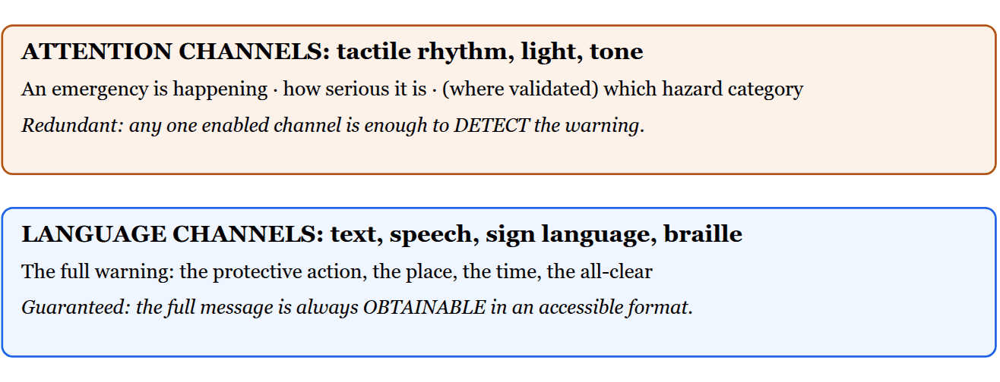 ATTENTION CHANNELS: tactile rhythm, light, tone
An emergency is happening · how serious it is · (where validated) which hazard category
Redundant: any one enabled channel is enough to DETECT the warning.
LANGUAGE CHANNELS: text, speech, sign language, braille
The full warning: the protective action, the place, the time, the all-clear
Guaranteed: the full message is always OBTAINABLE in an accessible format.